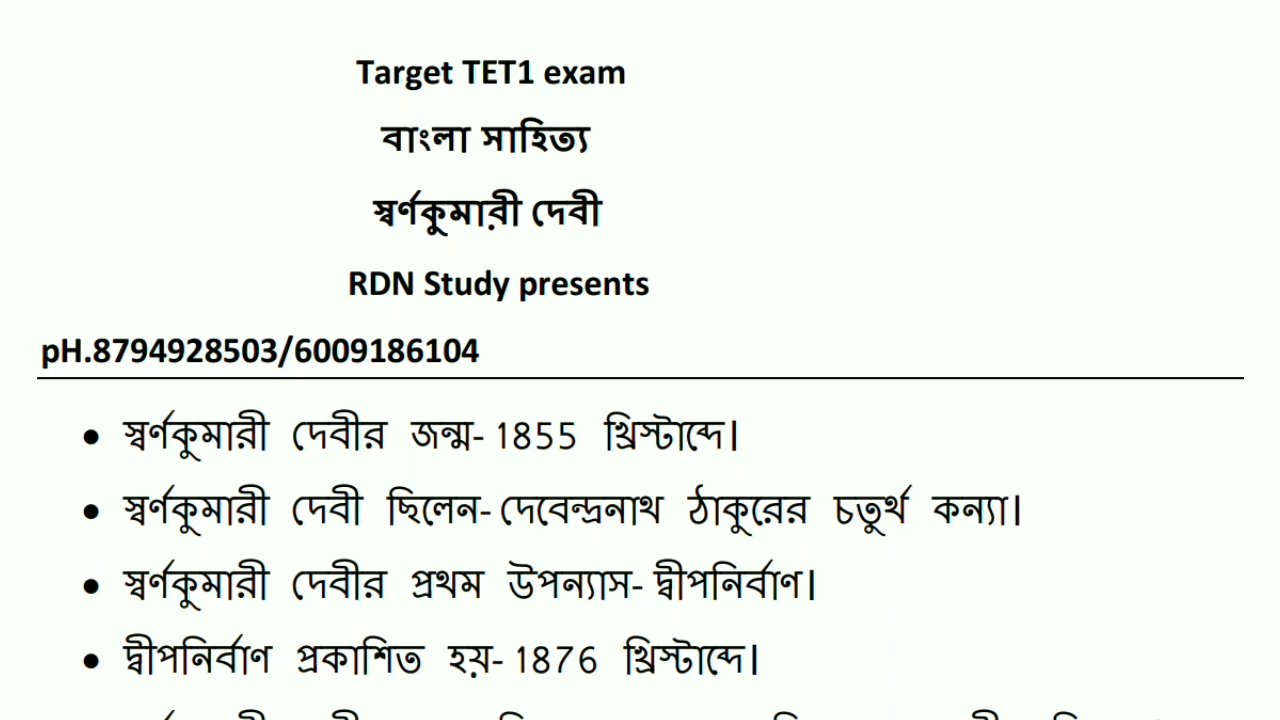 Target TET1 exam
বাংলা সাহিত্য
স্বর্ণকুমাৱী দেবী
RDN Study presents
pH.8794928503/6009186104
• স্বর্ণকুমারী দেবীর জন্ম- 1855 খ্রিস্টাব্দে।
• স্বর্ণকুমারী দেবী ছিলেন- দেবেন্দ্রনাথ ঠাকুরের চতুর্থ কন্যা।
• স্বর্ণকুমারী দেবীর প্রথম উপন্যাস- দ্বীপনির্বাণ।
• দ্বীপনির্বাণ প্রকাশিত হয়- 1876 খ্রিস্টাব্দে।